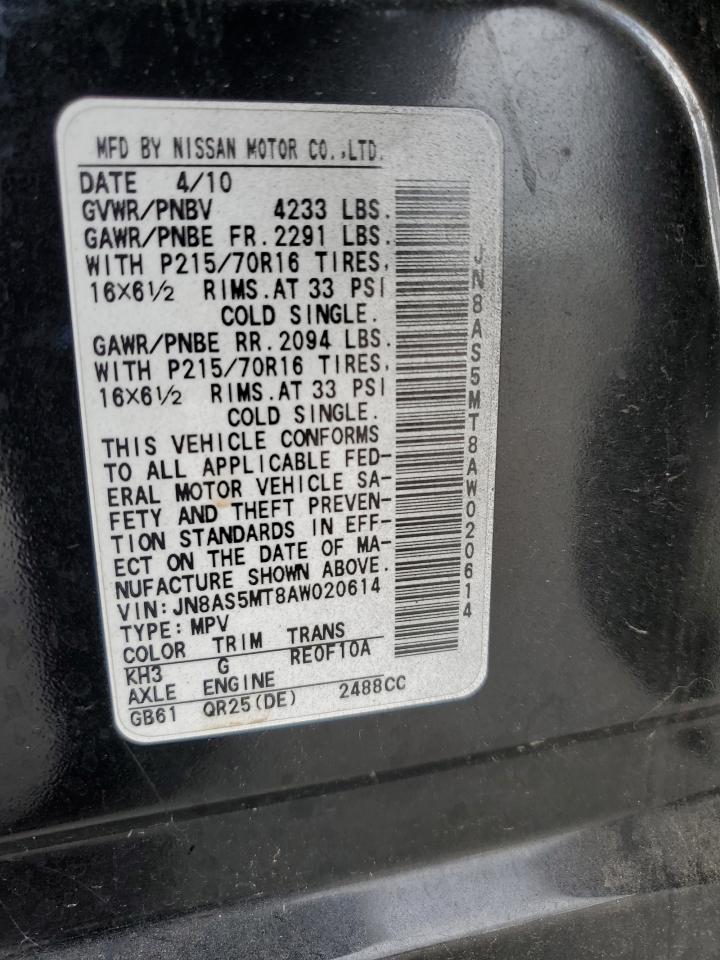 MFD BY NISSAN MOTOR CO.,LTD.
DATE 4/10
GVWR/PNBV 4233 LBS.
GAWR/PNBE FR.2291 LBS.
WITH P215/70R16 TIRES,
16X6½ RIMS.AT 33 PSI
COLD SINGLE.
GAWR/PNBE RR.2094 LBS.
WITH P215/70R16 TIRES,
16X6½ RIMS.AT 33 PSI
COLD SINGLE.
THIS VEHICLE CONFORMS
TO ALL APPLICABLE FED-
ERAL MOTOR VEHICLE SA-
FETY AND THEFT PREVEN-
TION STANDARDS IN EFF-
ECT ON THE DATE OF MA-
NUFACTURE SHOWN ABOVE.
VIN:JN8AS5MT8AW020614
TYPE:MPV
COLOR TRIM TRANS
KH3 G RE0F10A
AXLE ENGINE
GB61 QR25(DE) 2488CC
JN8AS5MT8AW020614